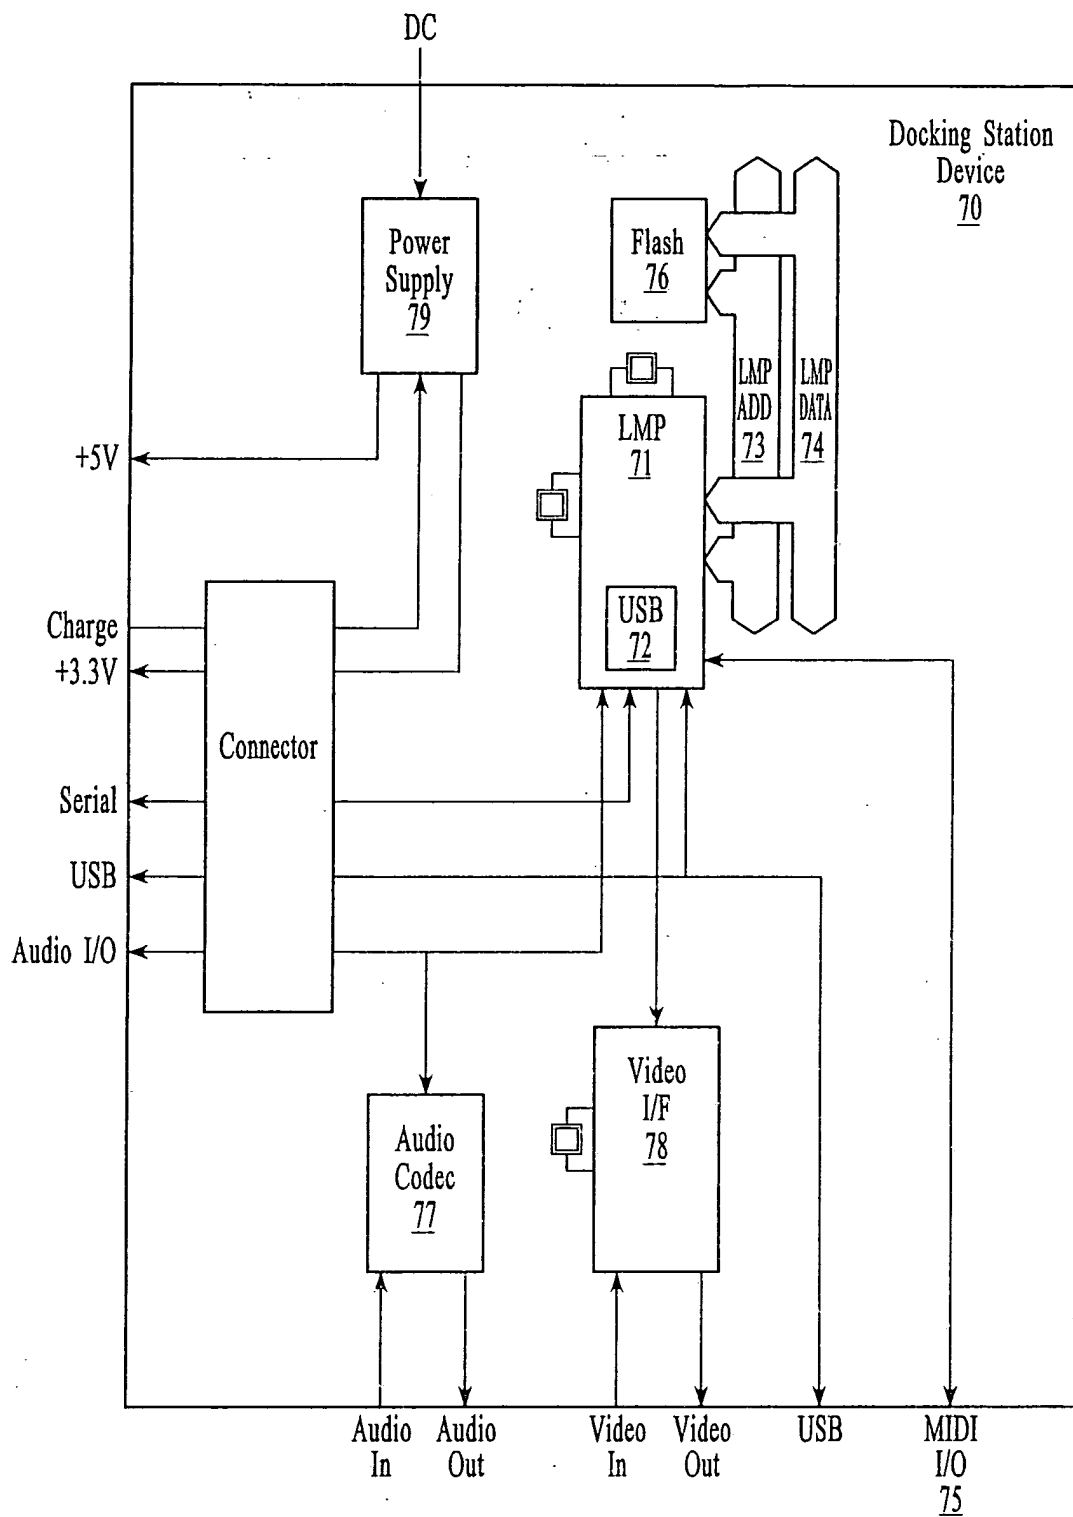 DC
Docking Station
Device
70
Power
Supply
79
Flash
76
LMP
ADD
73
LMP
DATA
74
LMP
71
+5V
USB
72
Charge
+3.3V
Connector
Serial
USB
Audio I/O
Video
I/F
78
Audio
Codec
77
Audio
In
Audio
Out
Video
In
Video
Out
USB
MIDI
I/O
75